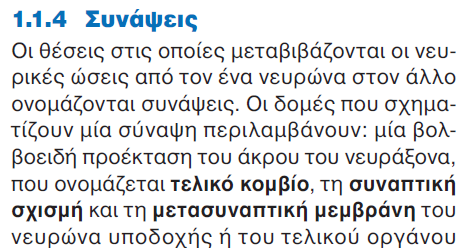 1.1.4 Συνάψεις
Οι θέσεις στις οποίες μεταβιβάζονται οι νευ-
ρικές ώσεις από τον ένα νευρώνα στον άλλο
ονομάζονται συνάψεις. Οι δομές που σχημα-
τίζουν μία σύναψη περιλαμβάνουν: μία βολ-
βοειδή προέκταση του άκρου του νευράξονα,
που ονομάζεται τελικό κομβίο, τη συναπτική
σχισμή και τη μετασυναπτική μεμβράνη του
νευρώνα υποδοχής ή του τελικού οργάνου